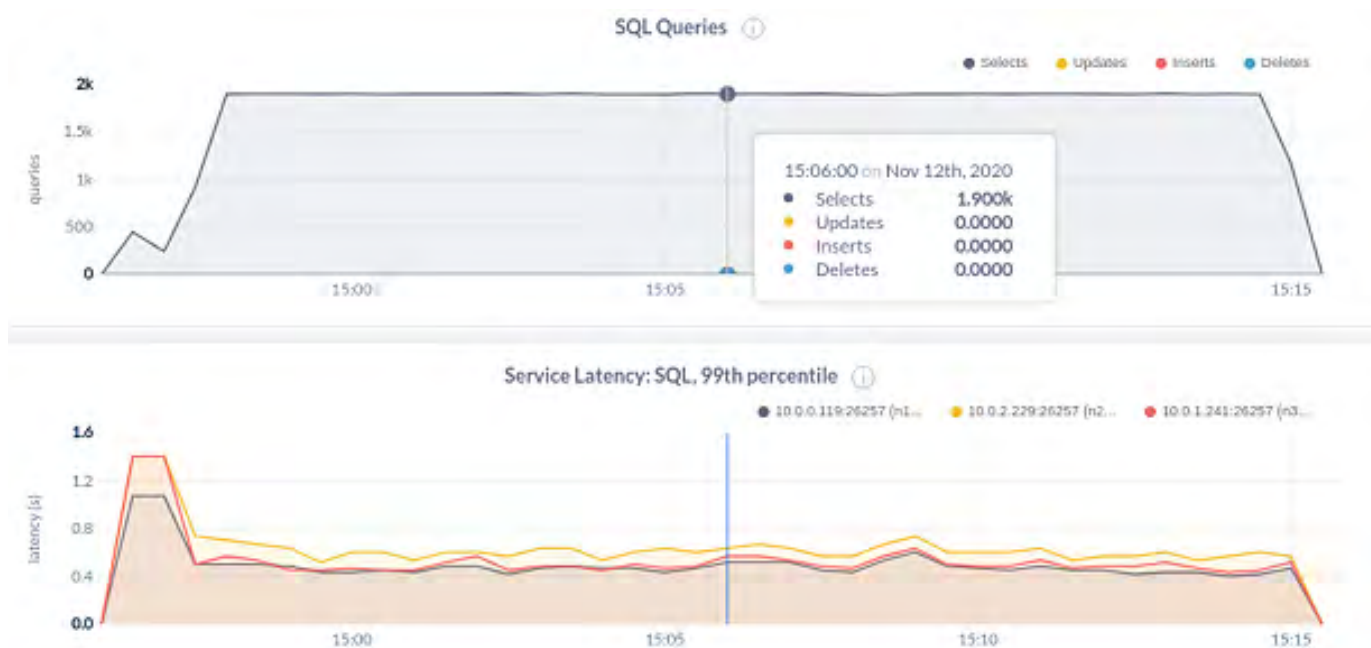 SQL Queries
Selects Updates Inserts Deletes
2k
1.5k
1k
500
0
queries
15:06:00 on Nov 12th, 2020
Selects 1.900k
Updates 0.0000
Inserts 0.0000
Deletes 0.0000
15:00 15:05 15:15
Service Latency: SQL, 99th percentile
10.0.0.119:26257 (n1... 10.0.2.229:26257 (n2... 10.0.1.241:26257 (n3...
1.6
1.2
0.8
0.4
0.0
latency (s)
15:00 15:05 15:10 15:15